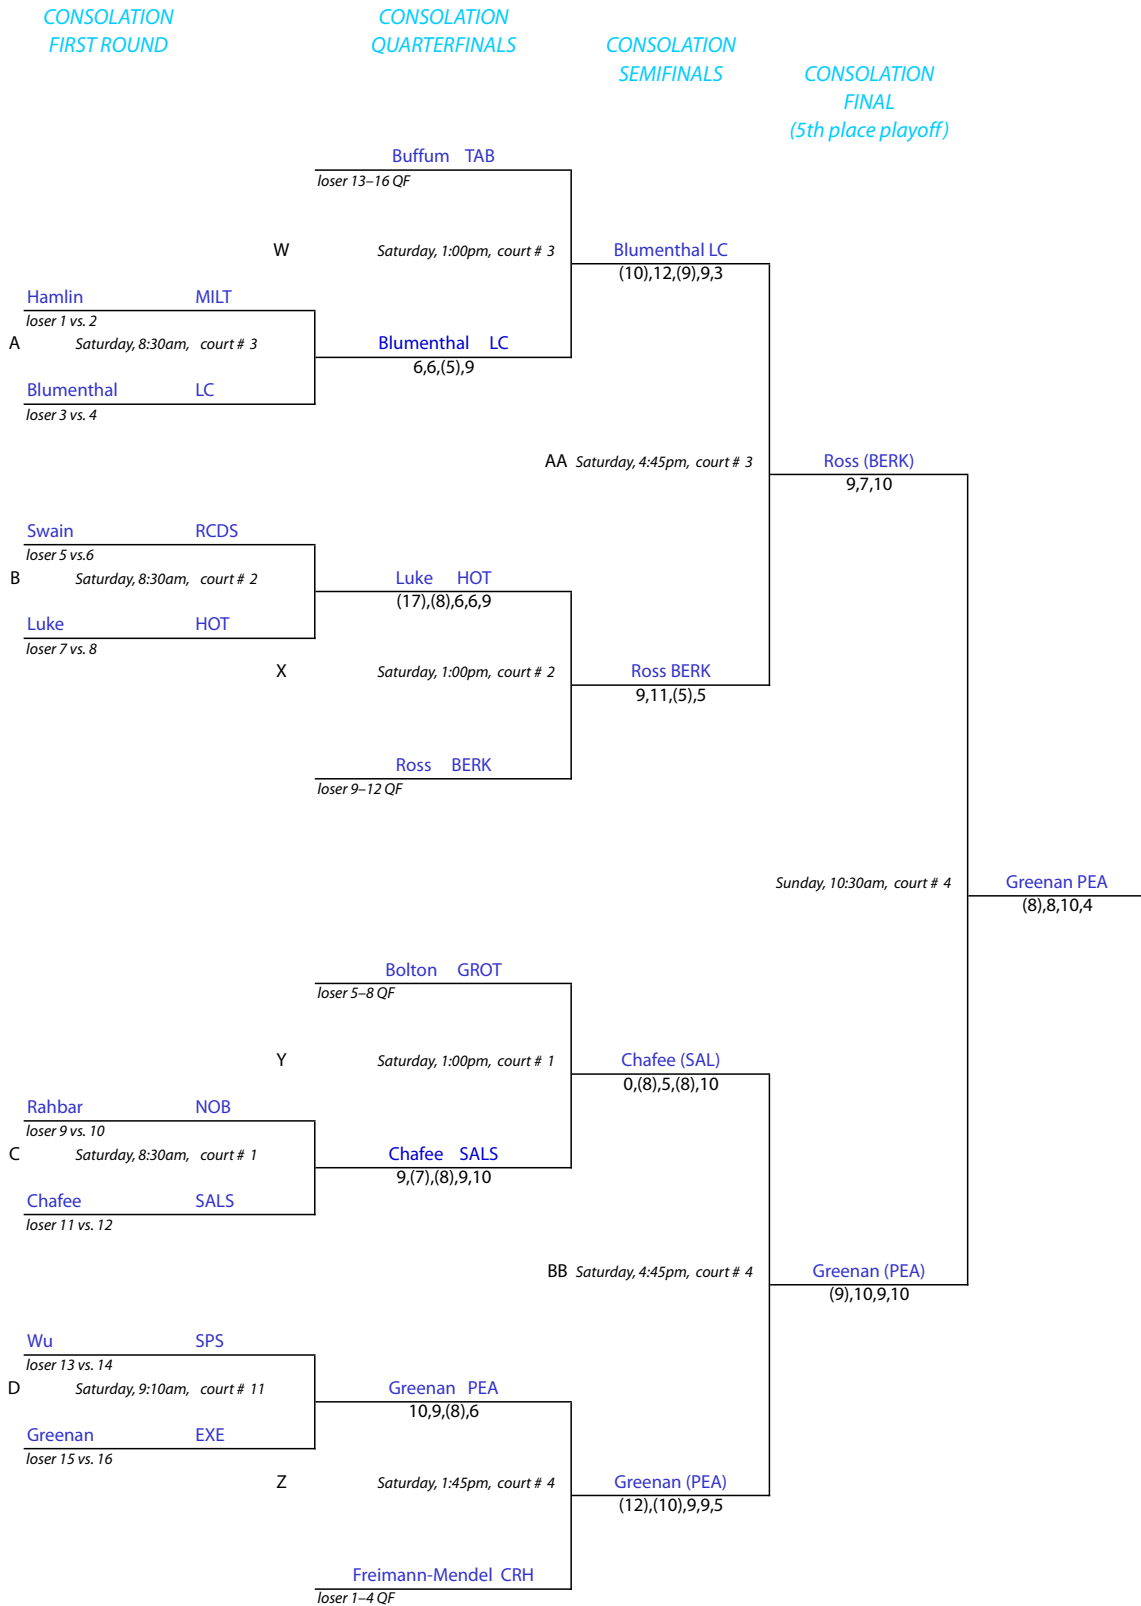 CONSOLATION
FIRST ROUND
CONSOLATION
QUARTERFINALS
CONSOLATION
SEMIFINALS
CONSOLATION
FINAL
(5th place playoff)
Buffum TAB
loser 13–16 QF
W Saturday, 1:00pm, court # 3
Blumenthal LC
(10),12,(9),9,3
Hamlin MILT
loser 1 vs. 2
A Saturday, 8:30am, court # 3
Blumenthal LC
6,6,(5),9
Blumenthal LC
loser 3 vs. 4
AA Saturday, 4:45pm, court # 3
Ross (BERK)
9,7,10
Swain RCDS
loser 5 vs.6
B Saturday, 8:30am, court # 2
Luke HOT
(17),(8),6,6,9
Luke HOT
loser 7 vs. 8
X Saturday, 1:00pm, court # 2
Ross BERK
9,11,(5),5
Ross BERK
loser 9–12 QF
Sunday, 10:30am, court # 4
Greenan PEA
(8),8,10,4
Bolton GROT
loser 5–8 QF
Y Saturday, 1:00pm, court # 1
Chafee (SAL)
0,(8),5,(8),10
Rahbar NOB
loser 9 vs. 10
C Saturday, 8:30am, court # 1
Chafee SALS
9,(7),(8),9,10
Chafee SALS
loser 11 vs. 12
BB Saturday, 4:45pm, court # 4
Greenan (PEA)
(9),10,9,10
Wu SPS
loser 13 vs. 14
D Saturday, 9:10am, court # 11
Greenan PEA
10,9,(8),6
Greenan EXE
loser 15 vs. 16
Z Saturday, 1:45pm, court # 4
Greenan (PEA)
(12),(10),9,9,5
Freimann-Mendel CRH
loser 1–4 QF